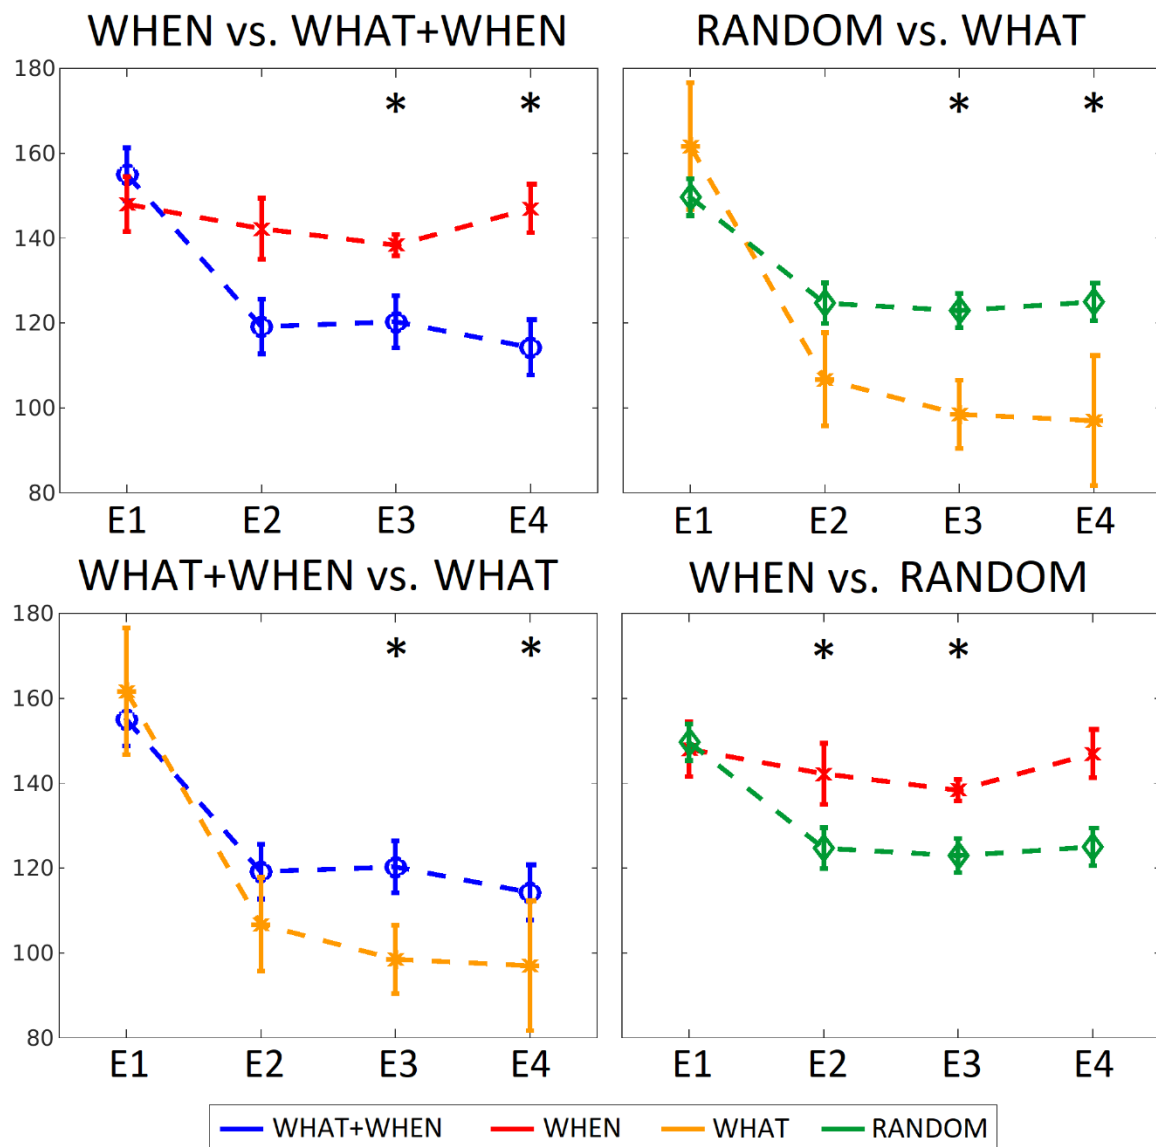 WHEN vs. WHAT+WHEN
RANDOM vs. WHAT
180
160
140
120
100
80
* *
* *
E1 E2 E3 E4
E1 E2 E3 E4
WHAT+WHEN vs. WHAT
WHEN vs. RANDOM
180
160
140
120
100
80
* *
* *
E1 E2 E3 E4
E1 E2 E3 E4
WHAT+WHEN WHEN WHAT RANDOM